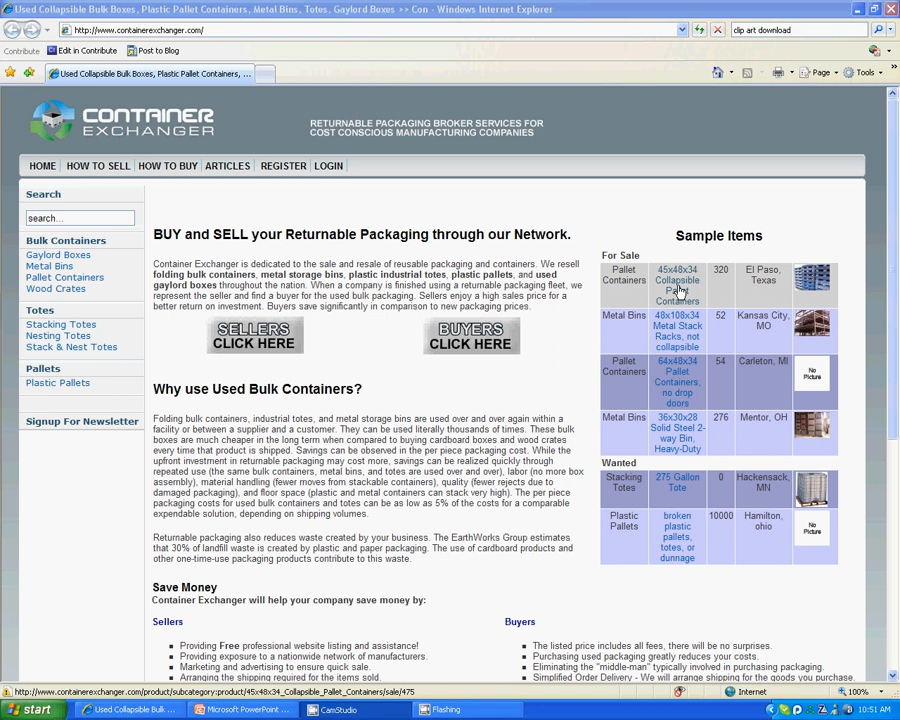 Used Collapsible Bulk Boxes, Plastic Pallet Containers, Metal Bins, Totes, Gaylord Boxes >> Con - Windows Internet Explorer
http://www.containerexchanger.com/
clip art download
Contribute Edit in Contribute Post to Blog
Used Collapsible Bulk Boxes, Plastic Pallet Containers, ...
Page Tools
CONTAINER
EXCHANGER
RETURNABLE PACKAGING BROKER SERVICES FOR
COST CONSCIOUS MANUFACTURING COMPANIES
HOME HOW TO SELL HOW TO BUY ARTICLES REGISTER LOGIN
Search
search...
Bulk Containers
Gaylord Boxes
Metal Bins
Pallet Containers
Wood Crates
Totes
Stacking Totes
Nesting Totes
Stack & Nest Totes
Pallets
Plastic Pallets
Signup For Newsletter
BUY and SELL your Returnable Packaging through our Network.
Container Exchanger is dedicated to the sale and resale of reusable packaging and containers. We resell
folding bulk containers, metal storage bins, plastic industrial totes, plastic pallets, and used
gaylord boxes throughout the nation. When a company is finished using a returnable packaging fleet, we
represent the seller and find a buyer for the used bulk packaging. Sellers enjoy a high sales price for a
better return on investment. Buyers save significantly in comparison to new packaging prices.
SELLERS
CLICK HERE
BUYERS
CLICK HERE
Why use Used Bulk Containers?
Folding bulk containers, industrial totes, and metal storage bins are used over and over again within a
facility or between a supplier and a customer. They can be used literally thousands of times. These bulk
boxes are much cheaper in the long term when compared to buying cardboard boxes and wood crates
every time that product is shipped. Savings can be observed in the per piece packaging cost. While the
upfront investment in returnable packaging may cost more, savings can be realized quickly through
repeated use (the same bulk containers, metal bins, and totes are used over and over), labor (no more box
assembly), material handling (fewer moves from stackable containers), quality (fewer rejects due to
damaged packaging), and floor space (plastic and metal containers can stack very high). The per piece
packaging costs for used bulk containers and totes can be as low as 5% of the costs for a comparable
expendable solution, depending on shipping volumes.
Returnable packaging also reduces waste created by your business. The EarthWorks Group estimates
that 30% of landfill waste is created by plastic and paper packaging. The use of cardboard products and
other one-time-use packaging products contribute to this waste.
Save Money
Container Exchanger will help your company save money by:
Sellers
Providing Free professional website listing and assistance!
Providing exposure to a nationwide network of manufacturers.
Marketing and advertising to ensure quick sale.
Arranging the shipping required for the items sold.
Buyers
The listed price includes all fees, there will be no surprises.
Purchasing used packaging greatly reduces your costs.
Eliminating the "middle-man" typically involved in purchasing packaging.
Simplified Order Delivery - We will arrange shipping for the goods you purchase.
Sample Items
For Sale
Pallet Containers 45x48x34 Collapsible Pallet Containers 320 El Paso, Texas
Metal Bins 48x108x34 Metal Stack Racks, not collapsible 52 Kansas City, MO
Pallet Containers 64x48x34 Pallet Containers, no drop doors 54 Carleton, MI No Picture
Metal Bins 36x30x28 Solid Steel 2-way Bin, Heavy-Duty 276 Mentor, OH
Wanted
Stacking Totes 275 Gallon Tote 0 Hackensack, MN
Plastic Pallets broken plastic pallets, totes, or dunnage 10000 Hamilton, ohio No Picture
http://www.containerexchanger.com/product/subcategory:product/45x48x34_Collapsible_Pallet_Containers/sale/475
Internet 100%
start Used Collapsible Bulk ... Microsoft PowerPoint ... CamStudio Flashing 10:51 AM